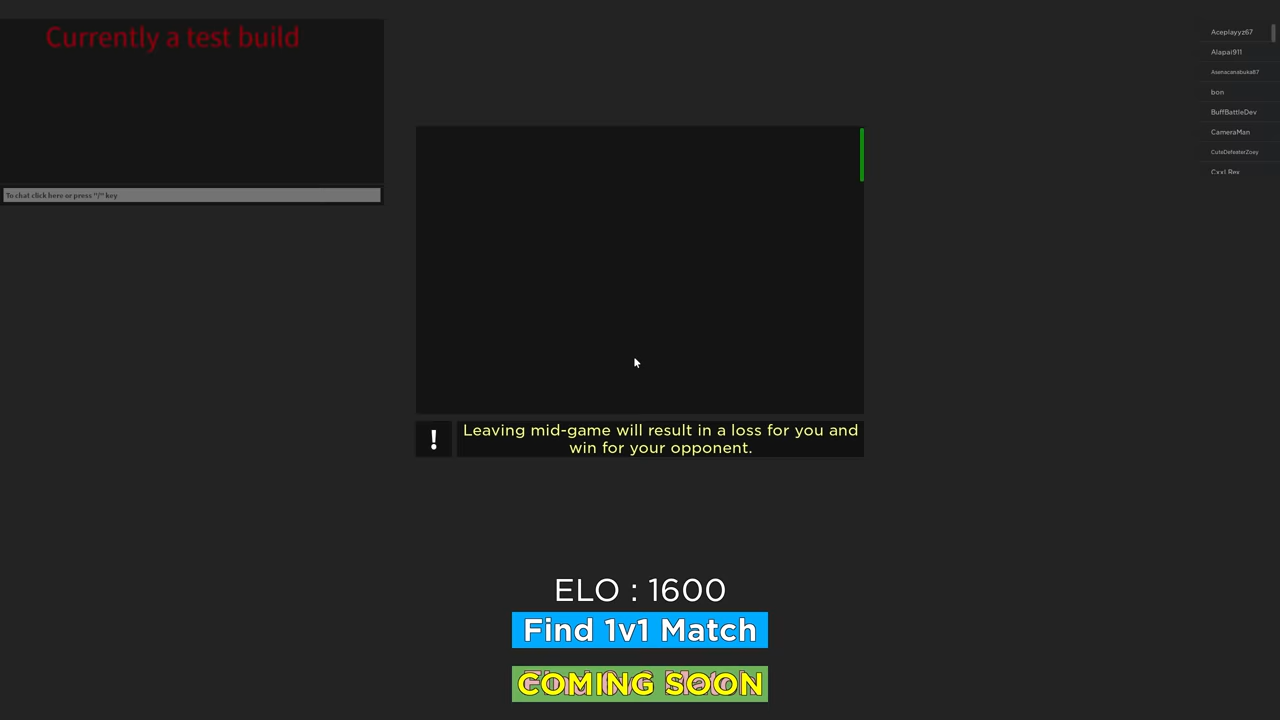 Currently a test build
To chat click here or press "/" key
Aceplayyz67
Alapai911
bon
BuffBattleDev
CameraMan
CuteDefeaterZoey
!
Leaving mid-game will result in a loss for you and
win for your opponent.
ELO : 1600
Find 1v1 Match
COMING SOON